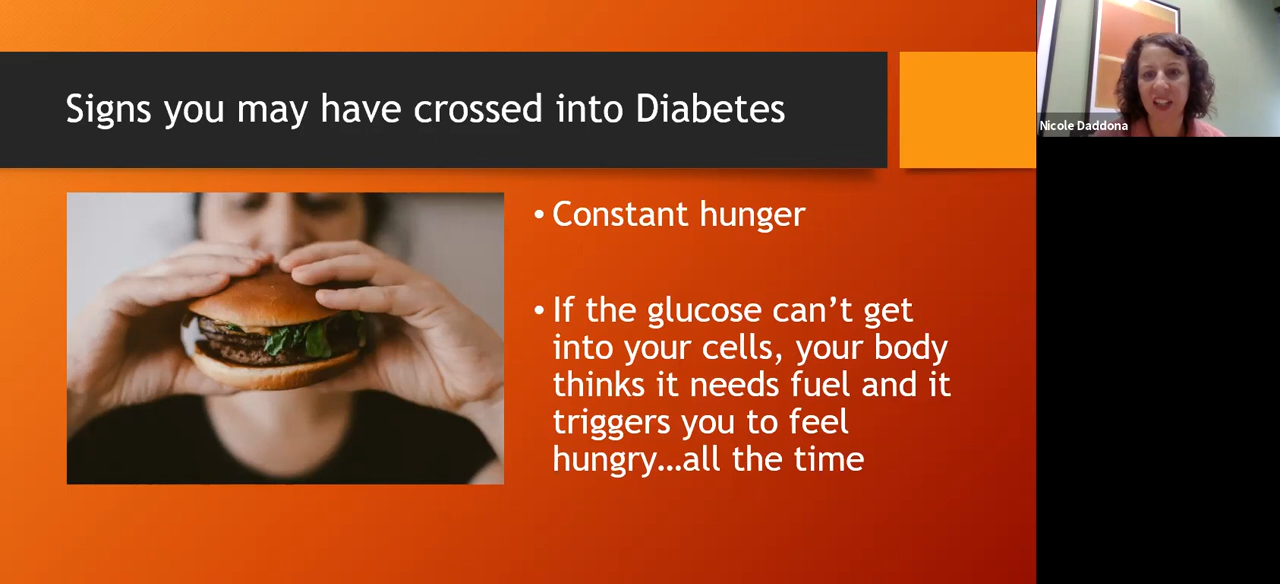 Signs you may have crossed into Diabetes
Nicole Daddona
• Constant hunger
• If the glucose can’t get
into your cells, your body
thinks it needs fuel and it
triggers you to feel
hungry…all the time